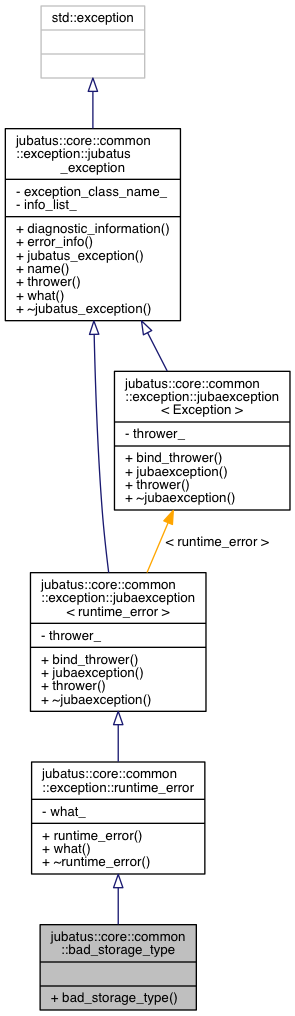 std::exception
jubatus::core::common
::exception::jubatus
_exception
- exception_class_name_
- info_list_
+ diagnostic_information()
+ error_info()
+ jubatus_exception()
+ name()
+ thrower()
+ what()
+ ~jubatus_exception()
jubatus::core::common
::exception::jubaexception
< Exception >
- thrower_
+ bind_thrower()
+ jubaexception()
+ thrower()
+ ~jubaexception()
< runtime_error >
jubatus::core::common
::exception::jubaexception
< runtime_error >
- thrower_
+ bind_thrower()
+ jubaexception()
+ thrower()
+ ~jubaexception()
jubatus::core::common
::exception::runtime_error
- what_
+ runtime_error()
+ what()
+ ~runtime_error()
jubatus::core::common
::bad_storage_type
+ bad_storage_type()